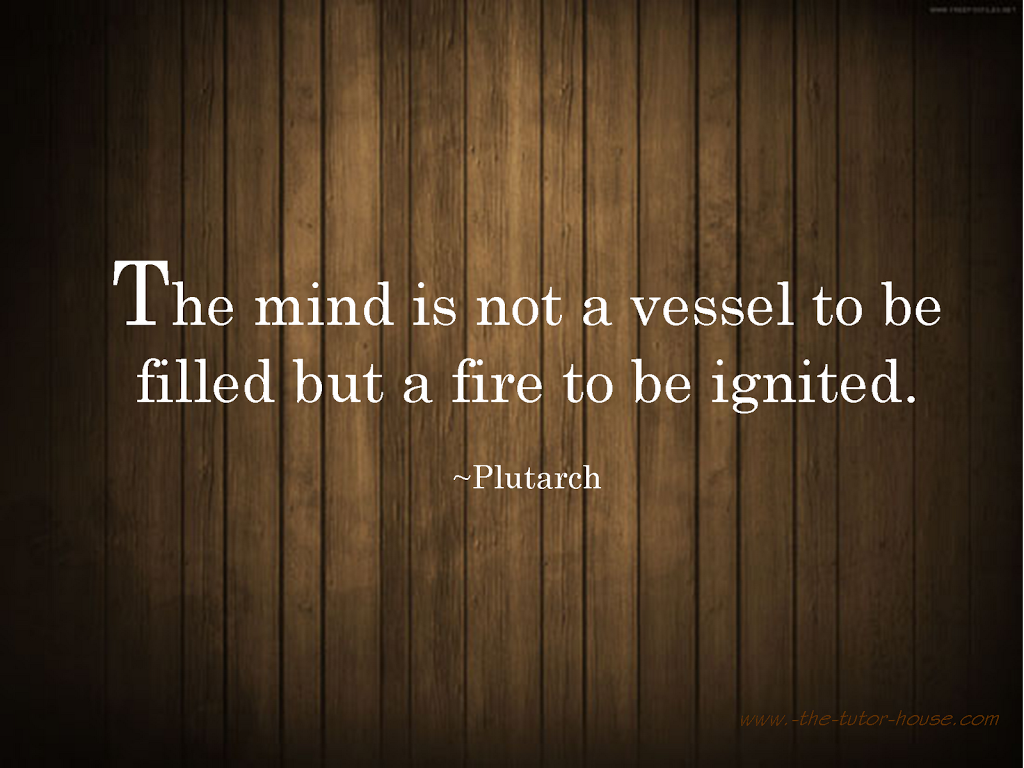 The mind is not a vessel to be
filled but a fire to be ignited.
~Plutarch
www.-the-tutor-house.com